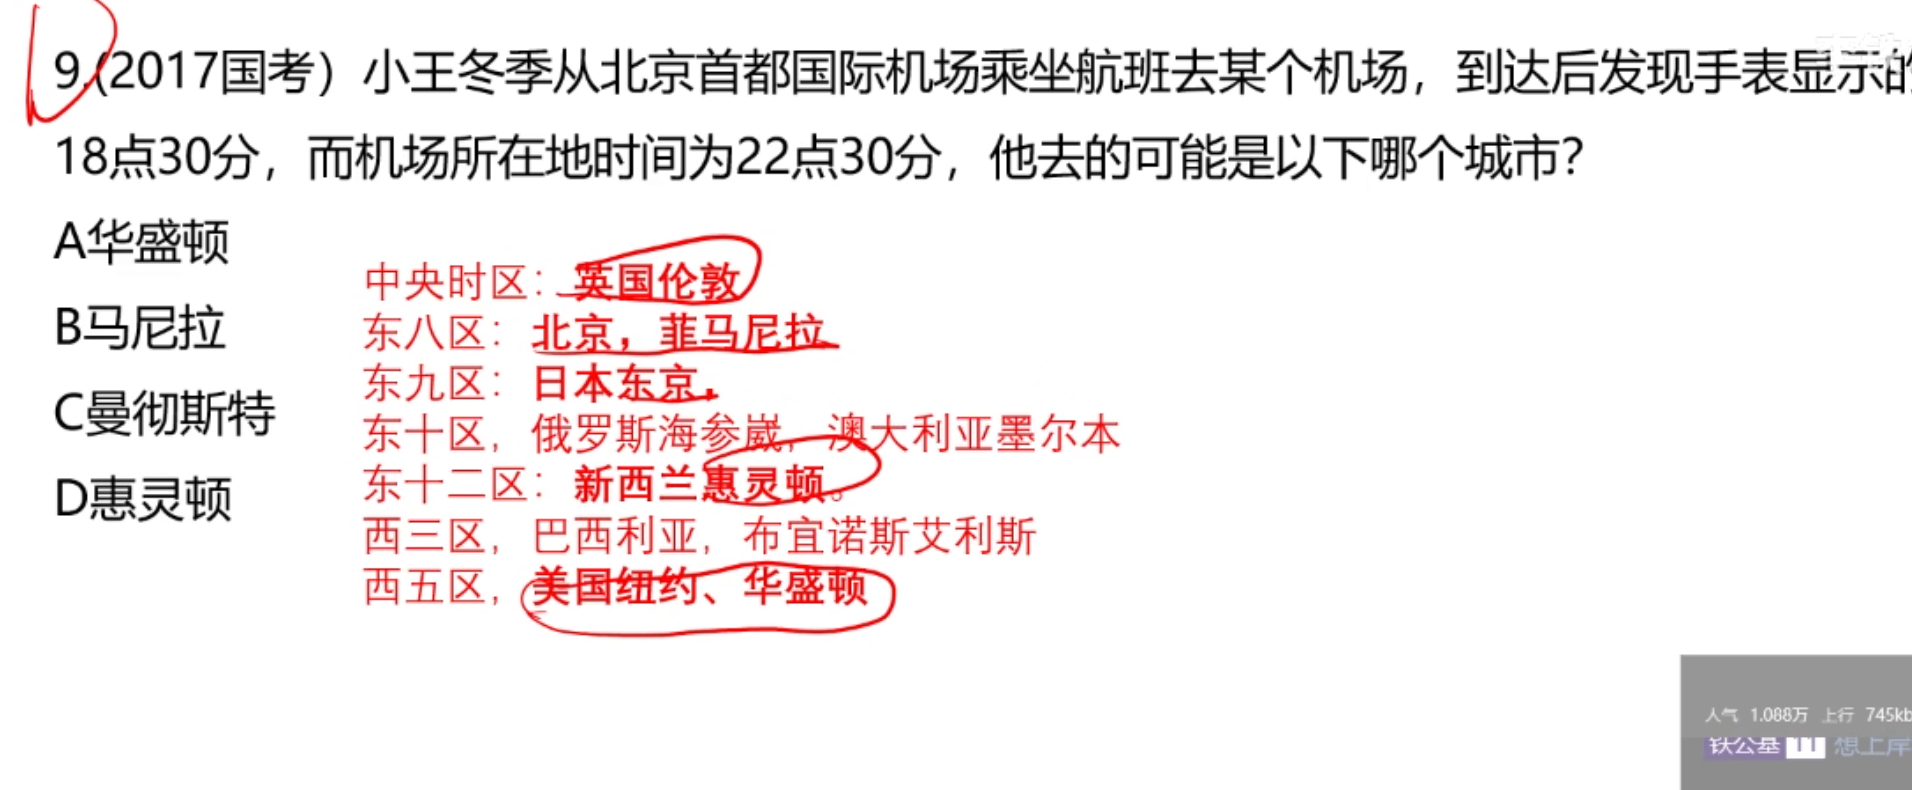 9.(2017国考）小王冬季从北京首都国际机场乘坐航班去某个机场，到达后发现手表显示的
18点30分，而机场所在地时间为22点30分，他去的可能是以下哪个城市？
A华盛顿
B马尼拉
C曼彻斯特
D惠灵顿
中央时区：英国伦敦
东八区：北京，菲马尼拉
东九区：日本东京，
东十区，俄罗斯海参崴，澳大利亚墨尔本
东十二区：新西兰惠灵顿。
西三区，巴西利亚，布宜诺斯艾利斯
西五区，美国纽约、华盛顿
人气 1.088万 上行 745kb
铁公基 11 想上岸